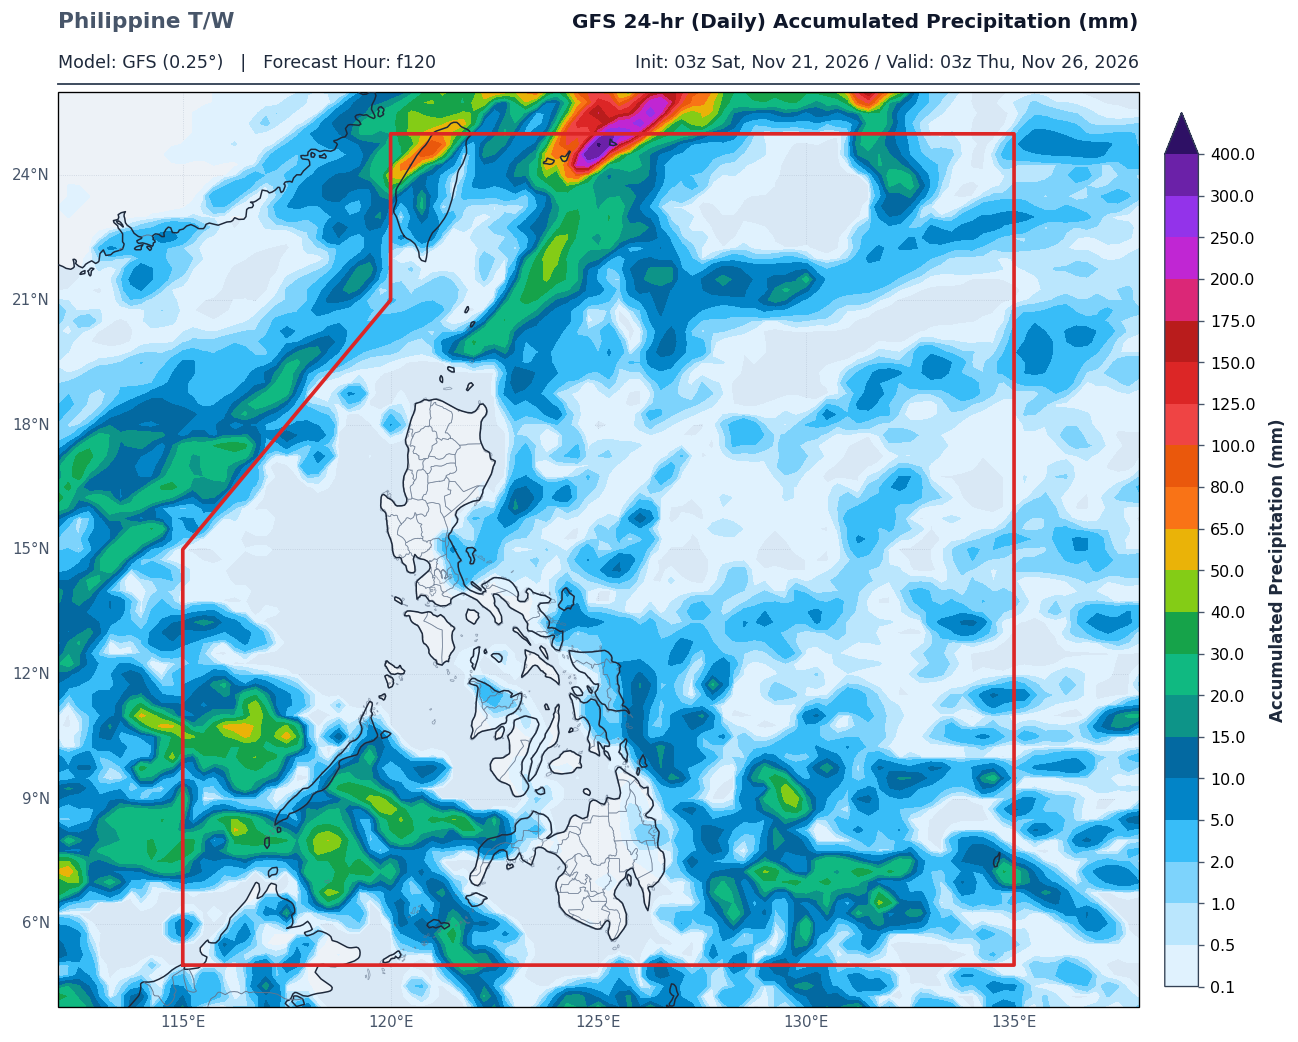 Philippine T/W
GFS 24-hr (Daily) Accumulated Precipitation (mm)
Model: GFS (0.25°) | Forecast Hour: f120
Init: 03z Sat, Nov 21, 2026 / Valid: 03z Thu, Nov 26, 2026
24°N
21°N
18°N
15°N
12°N
9°N
6°N
115°E
120°E
125°E
130°E
135°E
400.0
300.0
250.0
200.0
175.0
150.0
125.0
100.0
80.0
65.0
50.0
40.0
30.0
20.0
15.0
10.0
5.0
2.0
1.0
0.5
0.1
Accumulated Precipitation (mm)